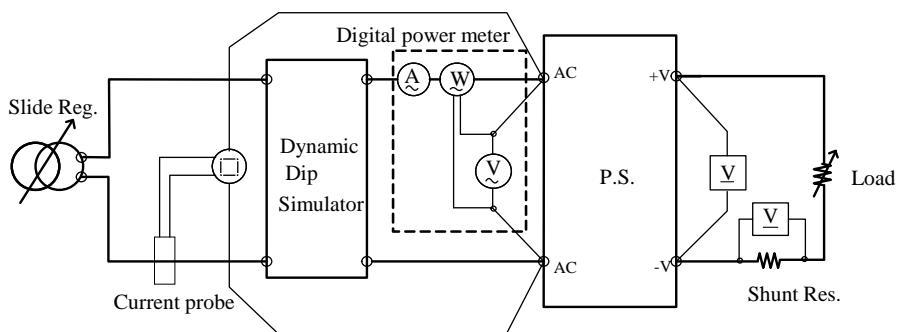 Digital power meter
Slide Reg.
A
W
AC
+V
Dynamic
Dip
Simulator
V
P.S.
V
Load
V
AC
-V
Current probe
Shunt Res.